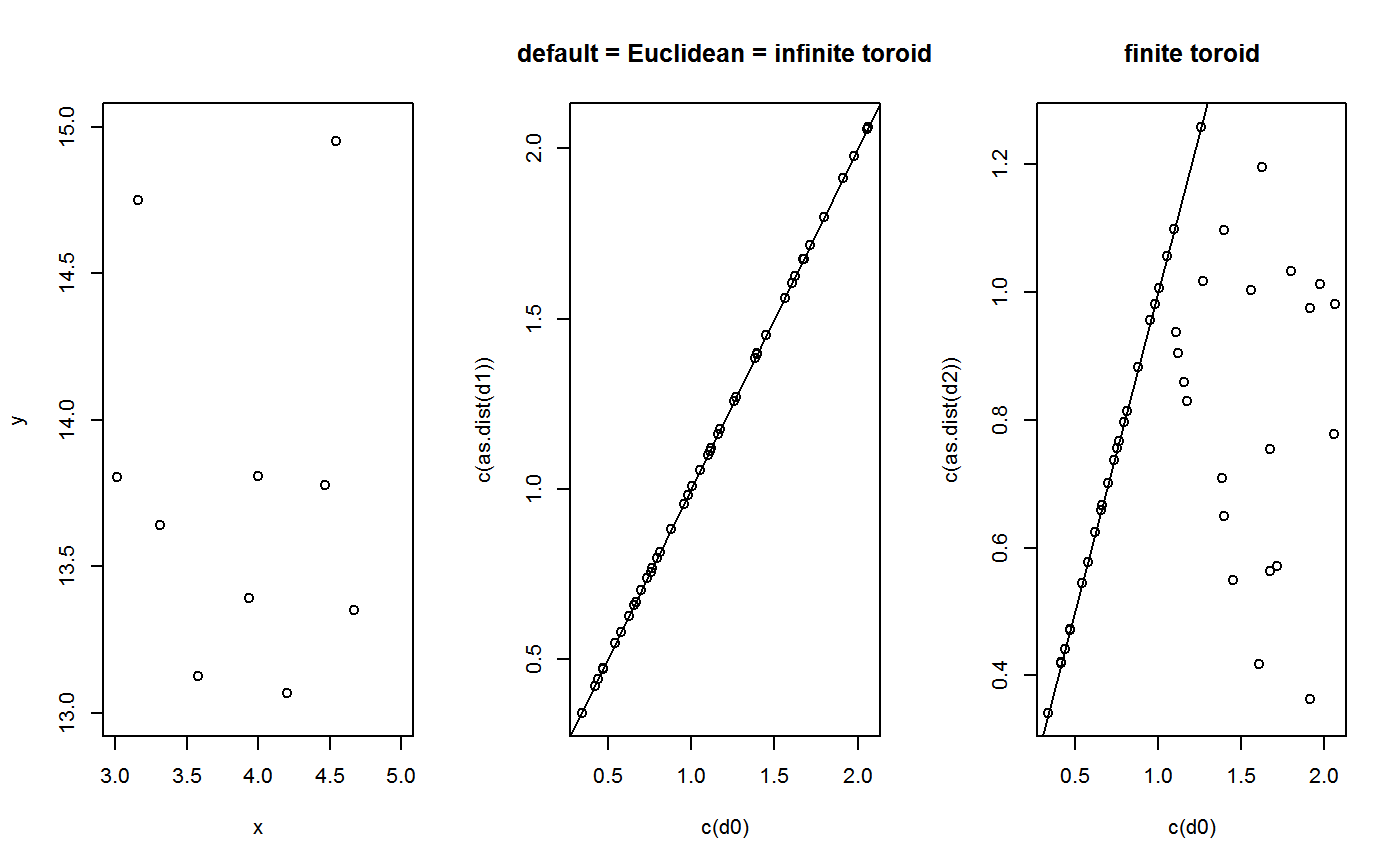 default = Euclidean = infinite toroid
finite toroid
15.0
14.5
14.0
13.5
13.0
y
3.0 3.5 4.0 4.5 5.0
x
2.0
1.5
1.0
0.5
c(as.dist(d1))
0.5 1.0 1.5 2.0
c(d0)
1.2
1.0
0.8
0.6
0.4
c(as.dist(d2))
0.5 1.0 1.5 2.0
c(d0)